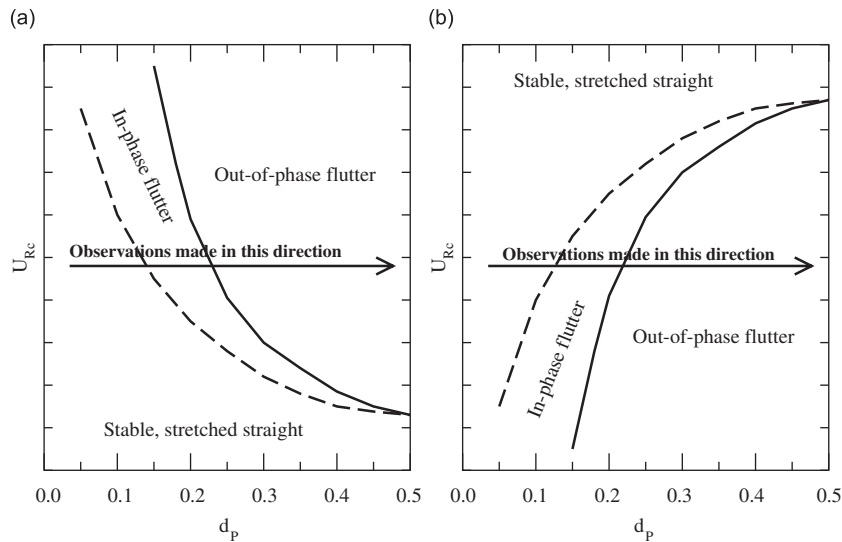 (a)
In-phase flutter
Out-of-phase flutter
Observations made in this direction
Stable, stretched straight
U_Rc
0.0 0.1 0.2 0.3 0.4 0.5
d_P
(b)
Stable, stretched straight
Observations made in this direction
In-phase flutter
Out-of-phase flutter
U_Rc
0.0 0.1 0.2 0.3 0.4 0.5
d_P